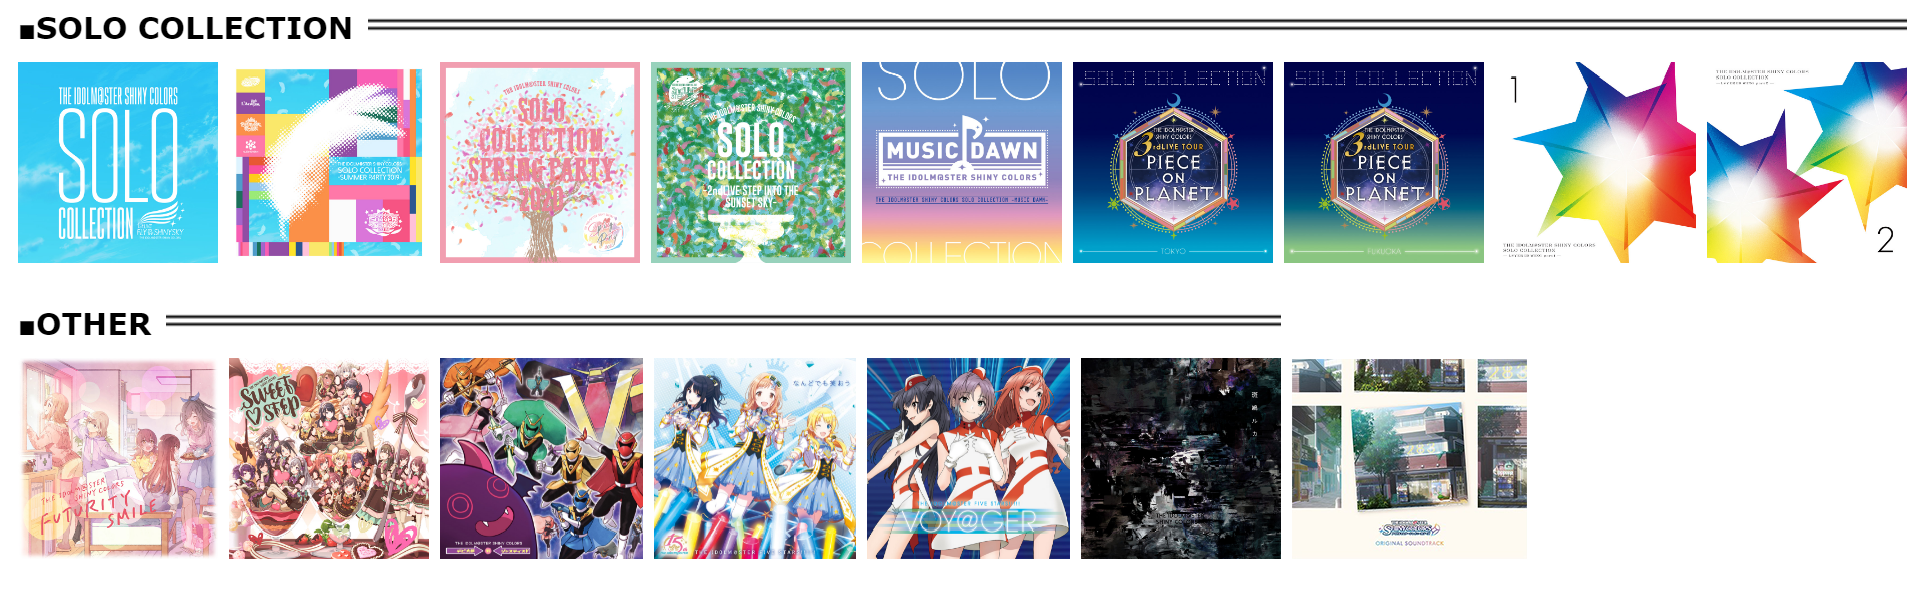 ■SOLO COLLECTION
THE IDOLM@STER SHINY COLORS
SOLO
COLLECTION
FLY TO THE SHINY SKY
THE IDOLM@STER SHINY COLORS
SOLO COLLECTION
-SUMMER PARTY 2019-
THE IDOLM@STER SHINY COLORS
SOLO
COLLECTION
SPRING PARTY
2020
THE IDOLM@STER SHINY COLORS
SOLO
COLLECTION
-2ndLIVE STEP INTO THE
SUNSET SKY-
SOLO
MUSIC DAWN
THE IDOLM@STER SHINY COLORS
THE IDOLM@STER SHINY COLORS SOLO COLLECTION -MUSIC DAWN-
COLLECTION
SOLO COLLECTION
THE IDOLM@STER
SHINY COLORS
3rdLIVE TOUR
PIECE
ON
PLANET
TOKYO
SOLO COLLECTION
THE IDOLM@STER
SHINY COLORS
3rdLIVE TOUR
PIECE
ON
PLANET
FUKUOKA
1
THE IDOLM@STER SHINY COLORS
SOLO COLLECTION
THE IDOLM@STER SHINY COLORS
SOLO COLLECTION
2
■OTHER
THE IDOLM@STER
SHINY COLORS
FUTURITY
SMILE
SWEET
STEP
THE IDOLM@STER SHINY COLORS
なんどでも笑おう
15
THE IDOLM@STER FIVE STARS!!!!!
THE IDOLM@STER FIVE STARS!!!!!
VOY@GER
斑鳩ルカ
SHINY COLORS
ORIGINAL SOUNDTRACK